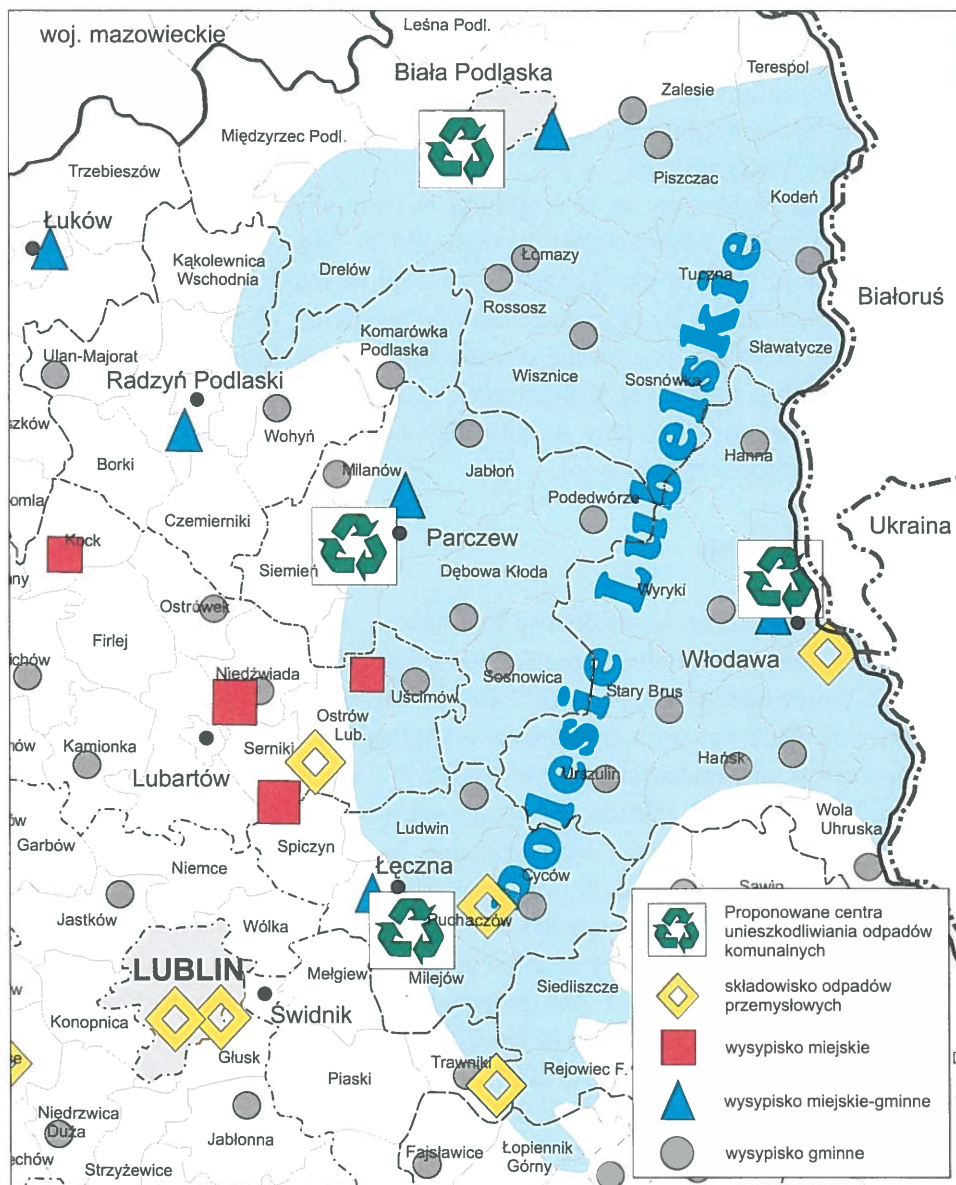 woj. mazowieckie
Leśna Podl.
Biała Podlaska
Terespol
Zalesie
Międzyrzec Podl.
Trzebieszów
Piszczac
Kodeń
Łuków
Kąkolewnica
Wschodnia
Drelów
Łomazy
Tuczna
Rossosz
Białoruś
Komarówka
Podlaska
Sławatycze
Ulan-Majorat
Radzyń Podlaski
Wisznice
Sosnówka
Polesie Lubelskie
Wohyń
Borki
Milanów
Jabłoń
Hanna
Podedwórze
Czemierniki
Ukraina
Kock
Parczew
Siemień
Dębowa Kłoda
Wyryki
Ostrówek
Firlej
Włodawa
Niedźwiada
Uścimów
Sosnowica
Stary Brus
Ostrów
Lub.
Kamionka
Serniki
Lubartów
Urszulin
Hańsk
Garbów
Spiczyn
Ludwin
Wola
Uhruska
Niemce
Łęczna
Cyców
Sawin
Jastków
Wólka
Puchaczów
LUBLIN
Mełgiew
Milejów
Siedliszcze
Konopnica
Świdnik
Głusk
Piaski
Trawniki
Rejowiec F.
Niedrzwica
Duża
Jabłonna
Strzyżewice
Fajsławice
Łopiennik
Górny
Proponowane centra
unieszkodliwiania odpadów
komunalnych
składowisko odpadów
przemysłowych
wysypisko miejskie
wysypisko miejskie-gminne
wysypisko gminne